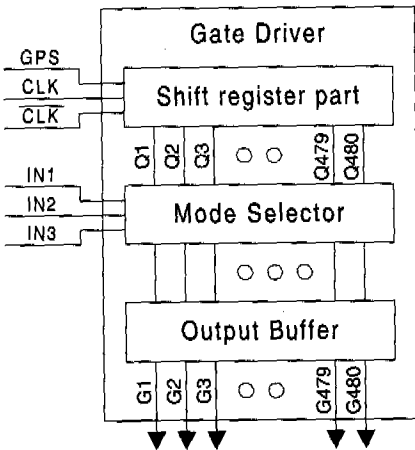 Gate Driver
GPS
CLK
C̅L̅K̅
Shift register part
Q1
Q2
Q3
Q479
Q480
IN1
IN2
IN3
Mode Selector
Output Buffer
G1
G2
G3
G479
G480